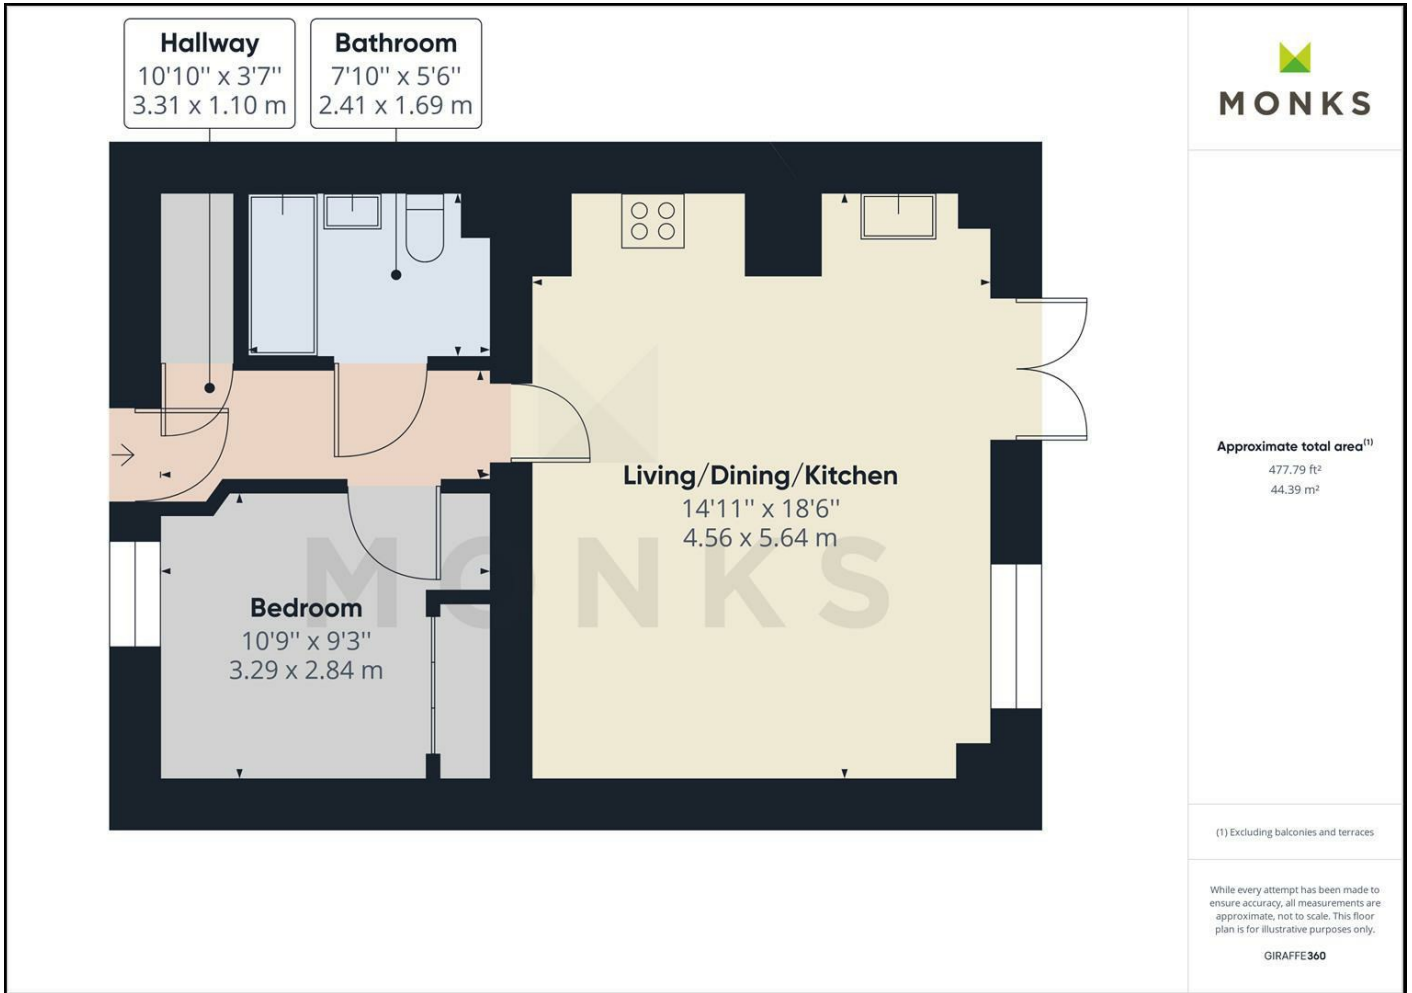 Hallway
10'10" x 3'7"
3.31 x 1.10 m
Bathroom
7'10" x 5'6"
2.41 x 1.69 m
Living/Dining/Kitchen
14'11" x 18'6"
4.56 x 5.64 m
Bedroom
10'9" x 9'3"
3.29 x 2.84 m
MONKS
MONKS
Approximate total area(1)
477.79 ft²
44.39 m²
(1) Excluding balconies and terraces
While every attempt has been made to
ensure accuracy, all measurements are
approximate, not to scale. This floor
plan is for illustrative purposes only.
GIRAFFE360